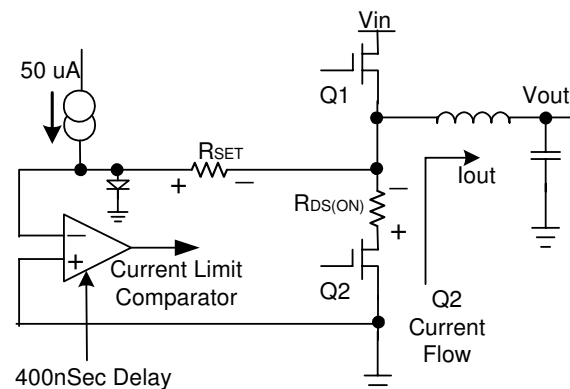 Vin
50 uA
Q1
Vout
RSET
+ −
Iout
−
RDS(ON)
+
−
+
Current Limit
Comparator
Q2
Q2
Current
Flow
400nSec Delay